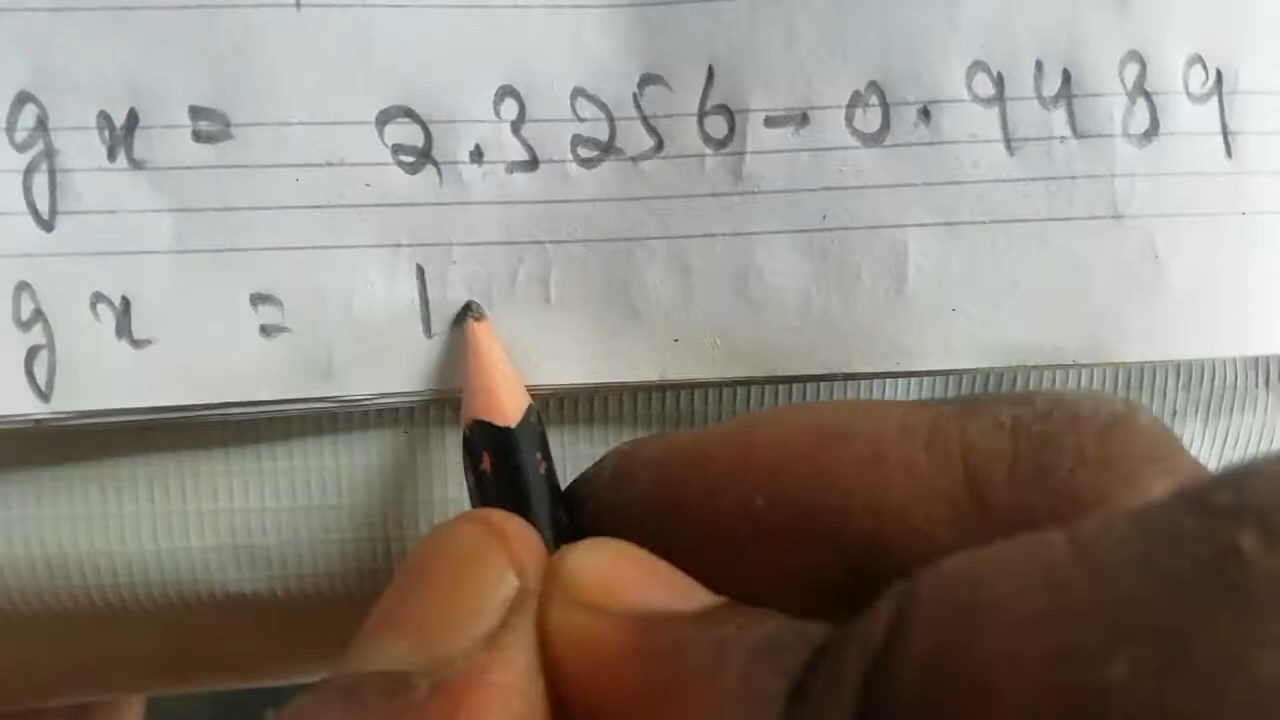 gx = 2.3256 - 0.9489
gx = 1